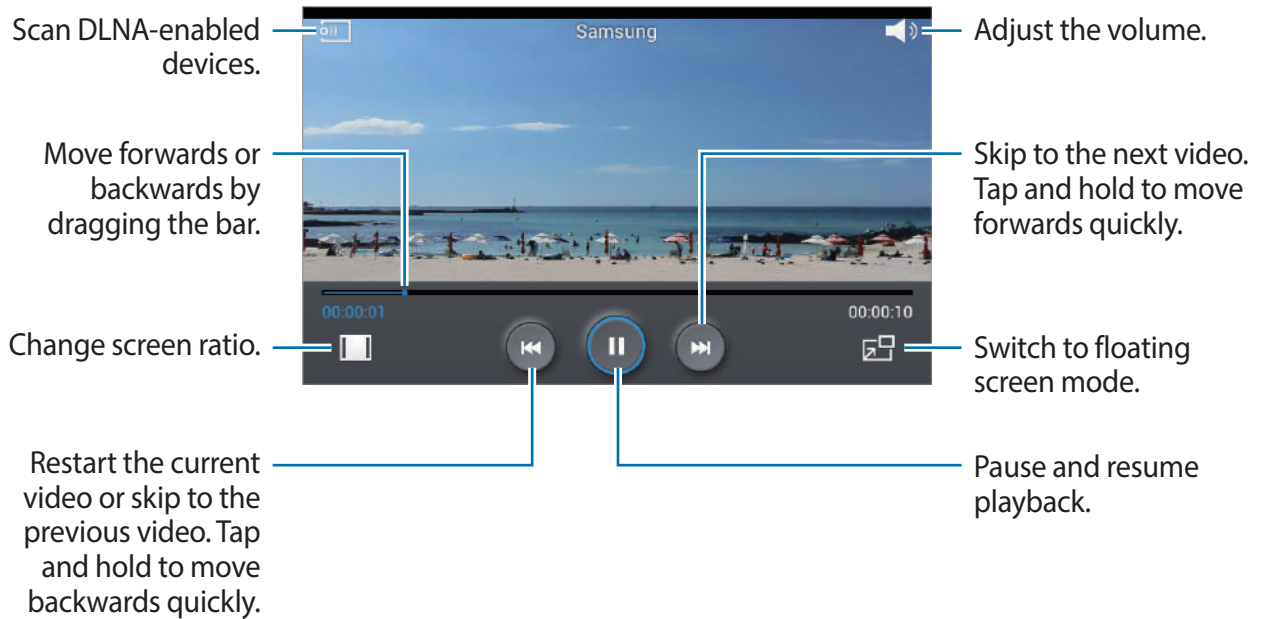 Scan DLNA-enabled
devices.
Samsung
Adjust the volume.
Move forwards or
backwards by
dragging the bar.
Skip to the next video.
Tap and hold to move
forwards quickly.
00:00:01
00:00:10
Change screen ratio.
Switch to floating
screen mode.
Restart the current
video or skip to the
previous video. Tap
and hold to move
backwards quickly.
Pause and resume
playback.